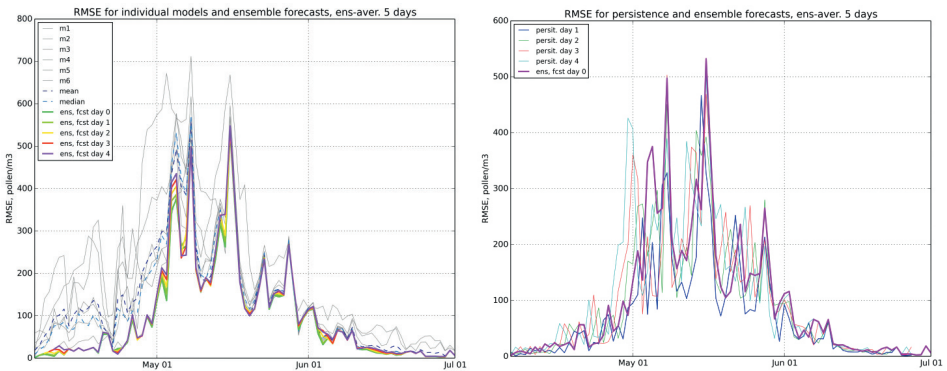 RMSE for individual models and ensemble forecasts, ens-aver. 5 days
800
700
600
500
400
300
200
100
0
RMSE, pollen/m3
m1
m2
m3
m4
m5
m6
mean
median
ens, fcst day 0
ens, fcst day 1
ens, fcst day 2
ens, fcst day 3
ens, fcst day 4
May 01
Jun 01
Jul 01
RMSE for persistence and ensemble forecasts, ens-aver. 5 days
600
500
400
300
200
100
0
RMSE, pollen/m3
persit. day 1
persit. day 2
persit. day 3
persit. day 4
ens, fcst day 0
May 01
Jun 01
Jul 01